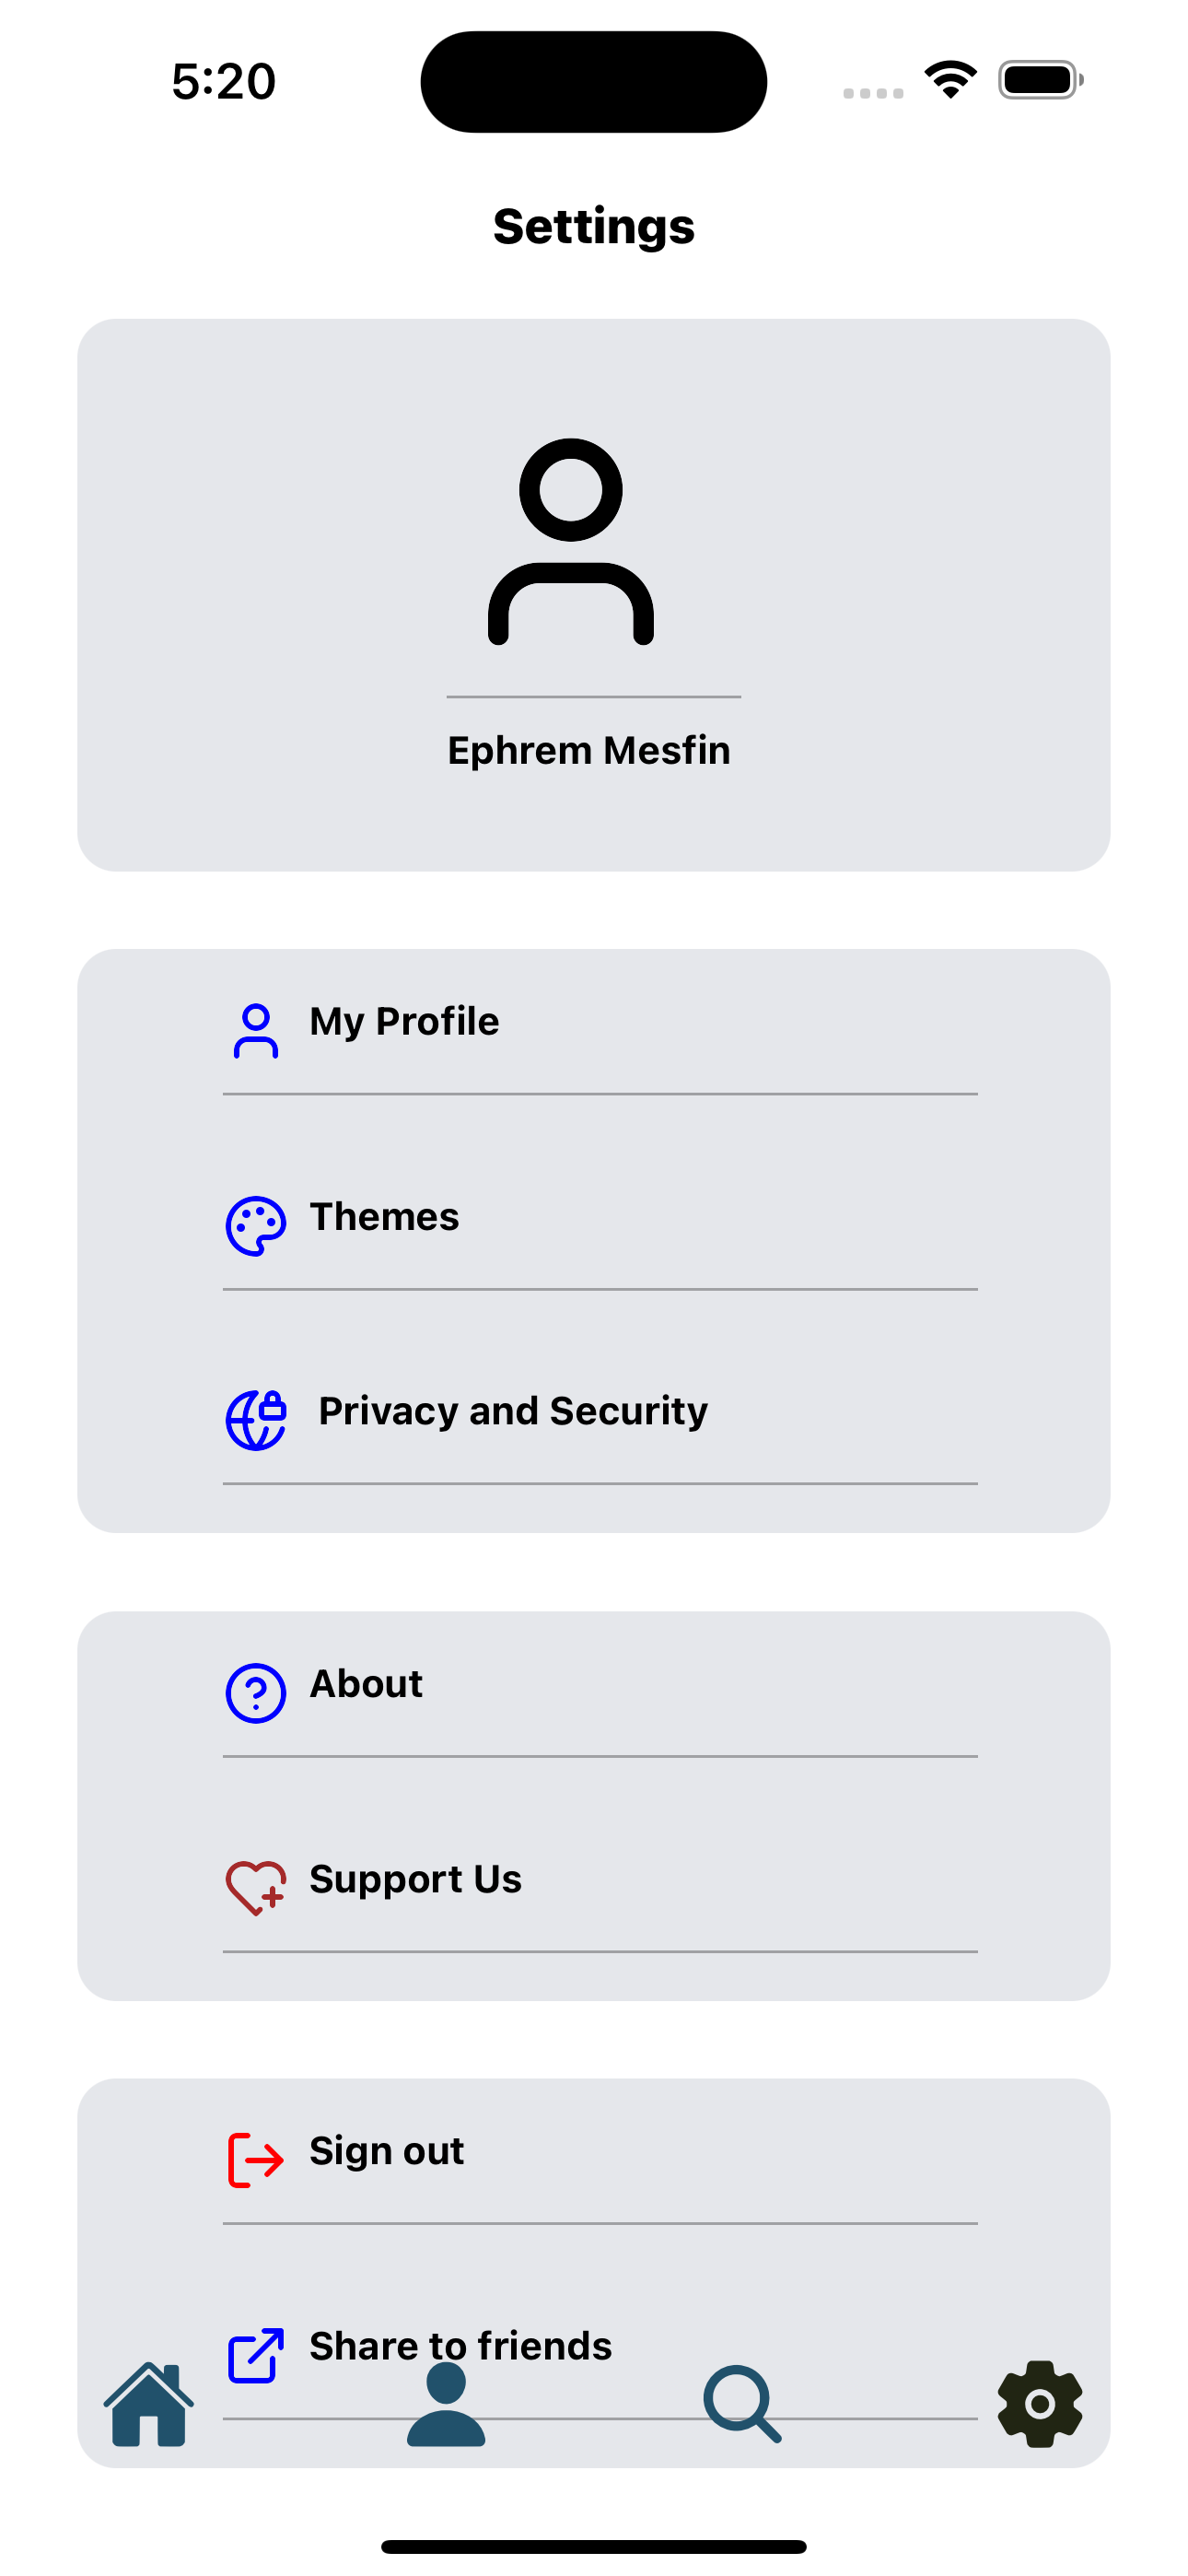 5:20
Settings
Ephrem Mesfin
My Profile
Themes
Privacy and Security
About
Support Us
Sign out
Share to friends